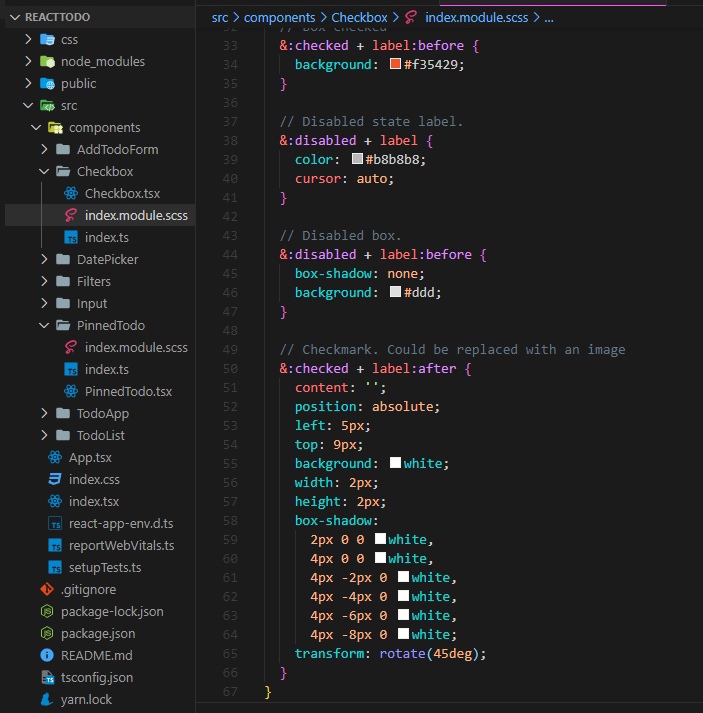 REACTTODO
css
node_modules
public
src
components
AddTodoForm
Checkbox
Checkbox.tsx
index.module.scss
index.ts
DatePicker
Filters
Input
PinnedTodo
index.module.scss
index.ts
PinnedTodo.tsx
TodoApp
TodoList
App.tsx
index.css
index.tsx
react-app-env.d.ts
reportWebVitals.ts
setupTests.ts
.gitignore
package-lock.json
package.json
README.md
tsconfig.json
yarn.lock
src > components > Checkbox > index.module.scss > ...
32 // Box checked
33 &:checked + label:before {
34 background: #f35429;
35 }
36
37 // Disabled state label.
38 &:disabled + label {
39 color: #b8b8b8;
40 cursor: auto;
41 }
42
43 // Disabled box.
44 &:disabled + label:before {
45 box-shadow: none;
46 background: #ddd;
47 }
48
49 // Checkmark. Could be replaced with an image
50 &:checked + label:after {
51 content: '';
52 position: absolute;
53 left: 5px;
54 top: 9px;
55 background: white;
56 width: 2px;
57 height: 2px;
58 box-shadow:
59 2px 0 0 white,
60 4px 0 0 white,
61 4px -2px 0 white,
62 4px -4px 0 white,
63 4px -6px 0 white,
64 4px -8px 0 white;
65 transform: rotate(45deg);
66 }
67 }